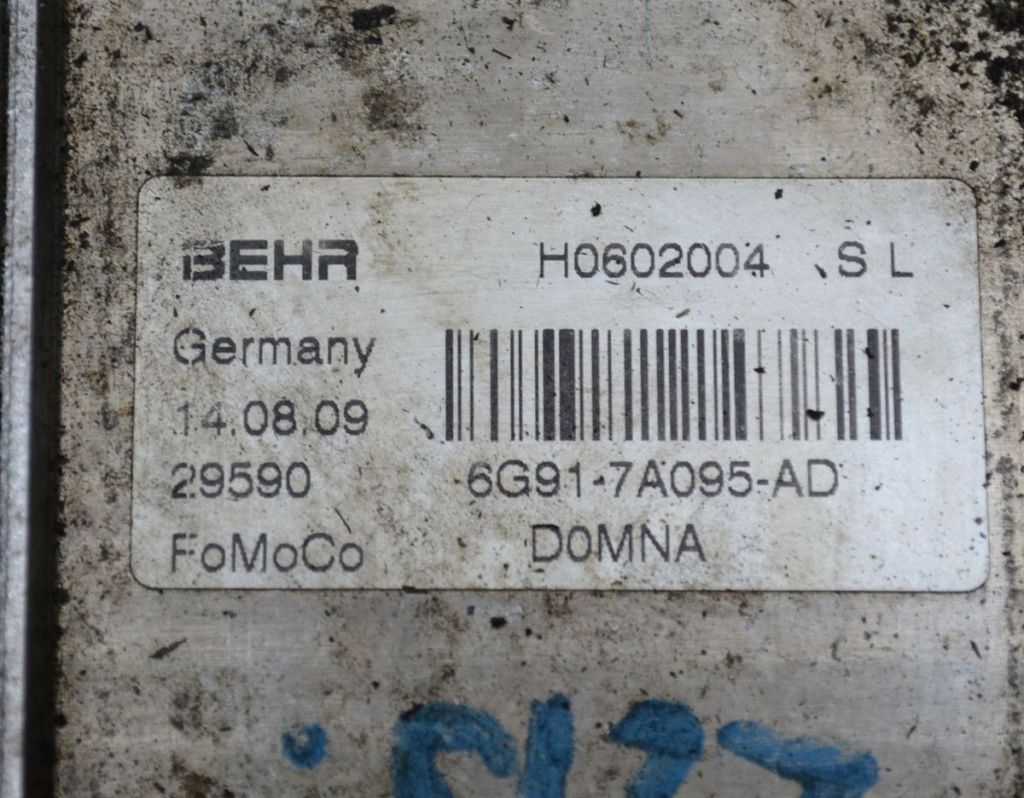 BEHR H0602004 S L
Germany
14.08.09
29590 6G91-7A095-AD
FoMoCo D0MNA